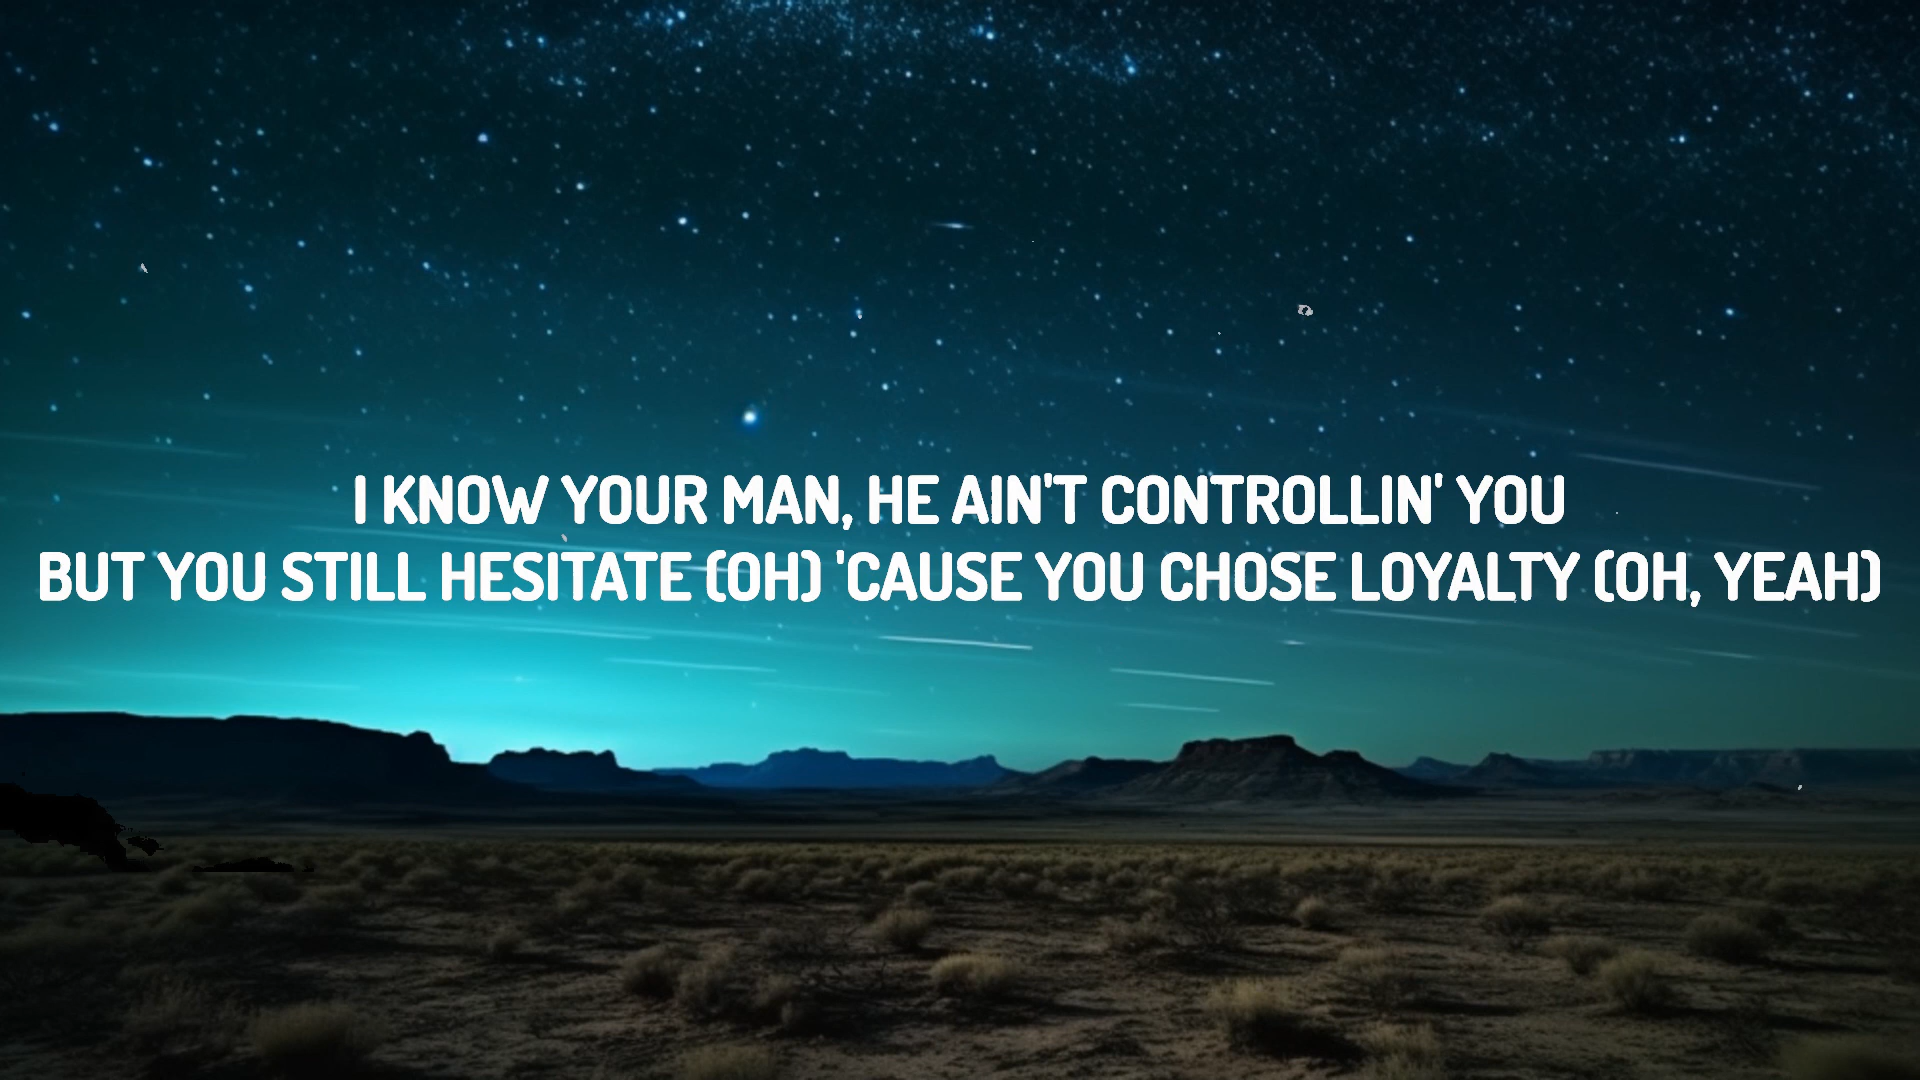 I KNOW YOUR MAN, HE AIN'T CONTROLLIN' YOU
BUT YOU STILL HESITATE (OH) 'CAUSE YOU CHOSE LOYALTY (OH, YEAH)